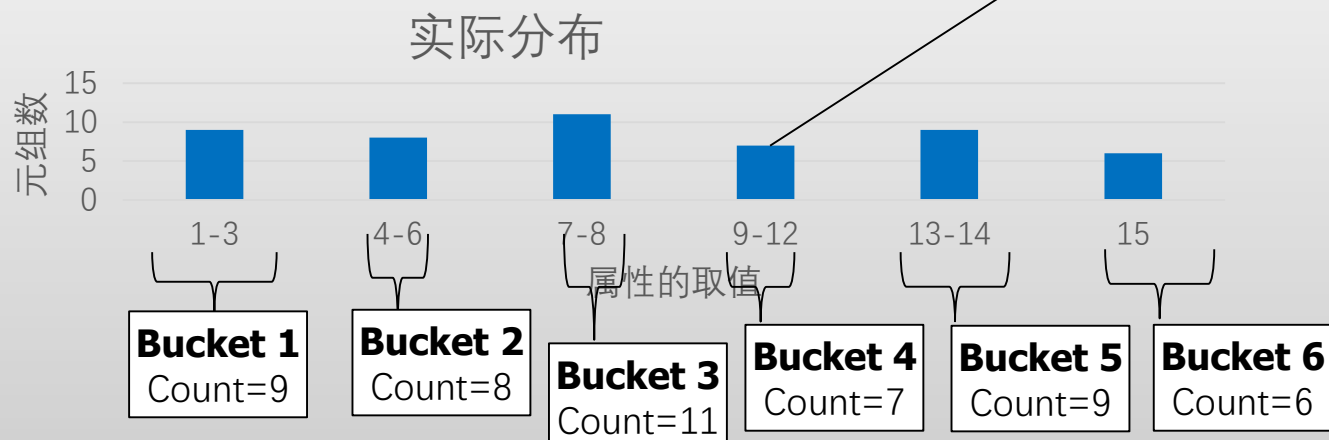 实际分布
元组数
15
10
5
0
1-3
4-6
7-8
9-12
13-14
15
属性的取值
Bucket 1
Count=9
Bucket 2
Count=8
Bucket 3
Count=11
Bucket 4
Count=7
Bucket 5
Count=9
Bucket 6
Count=6